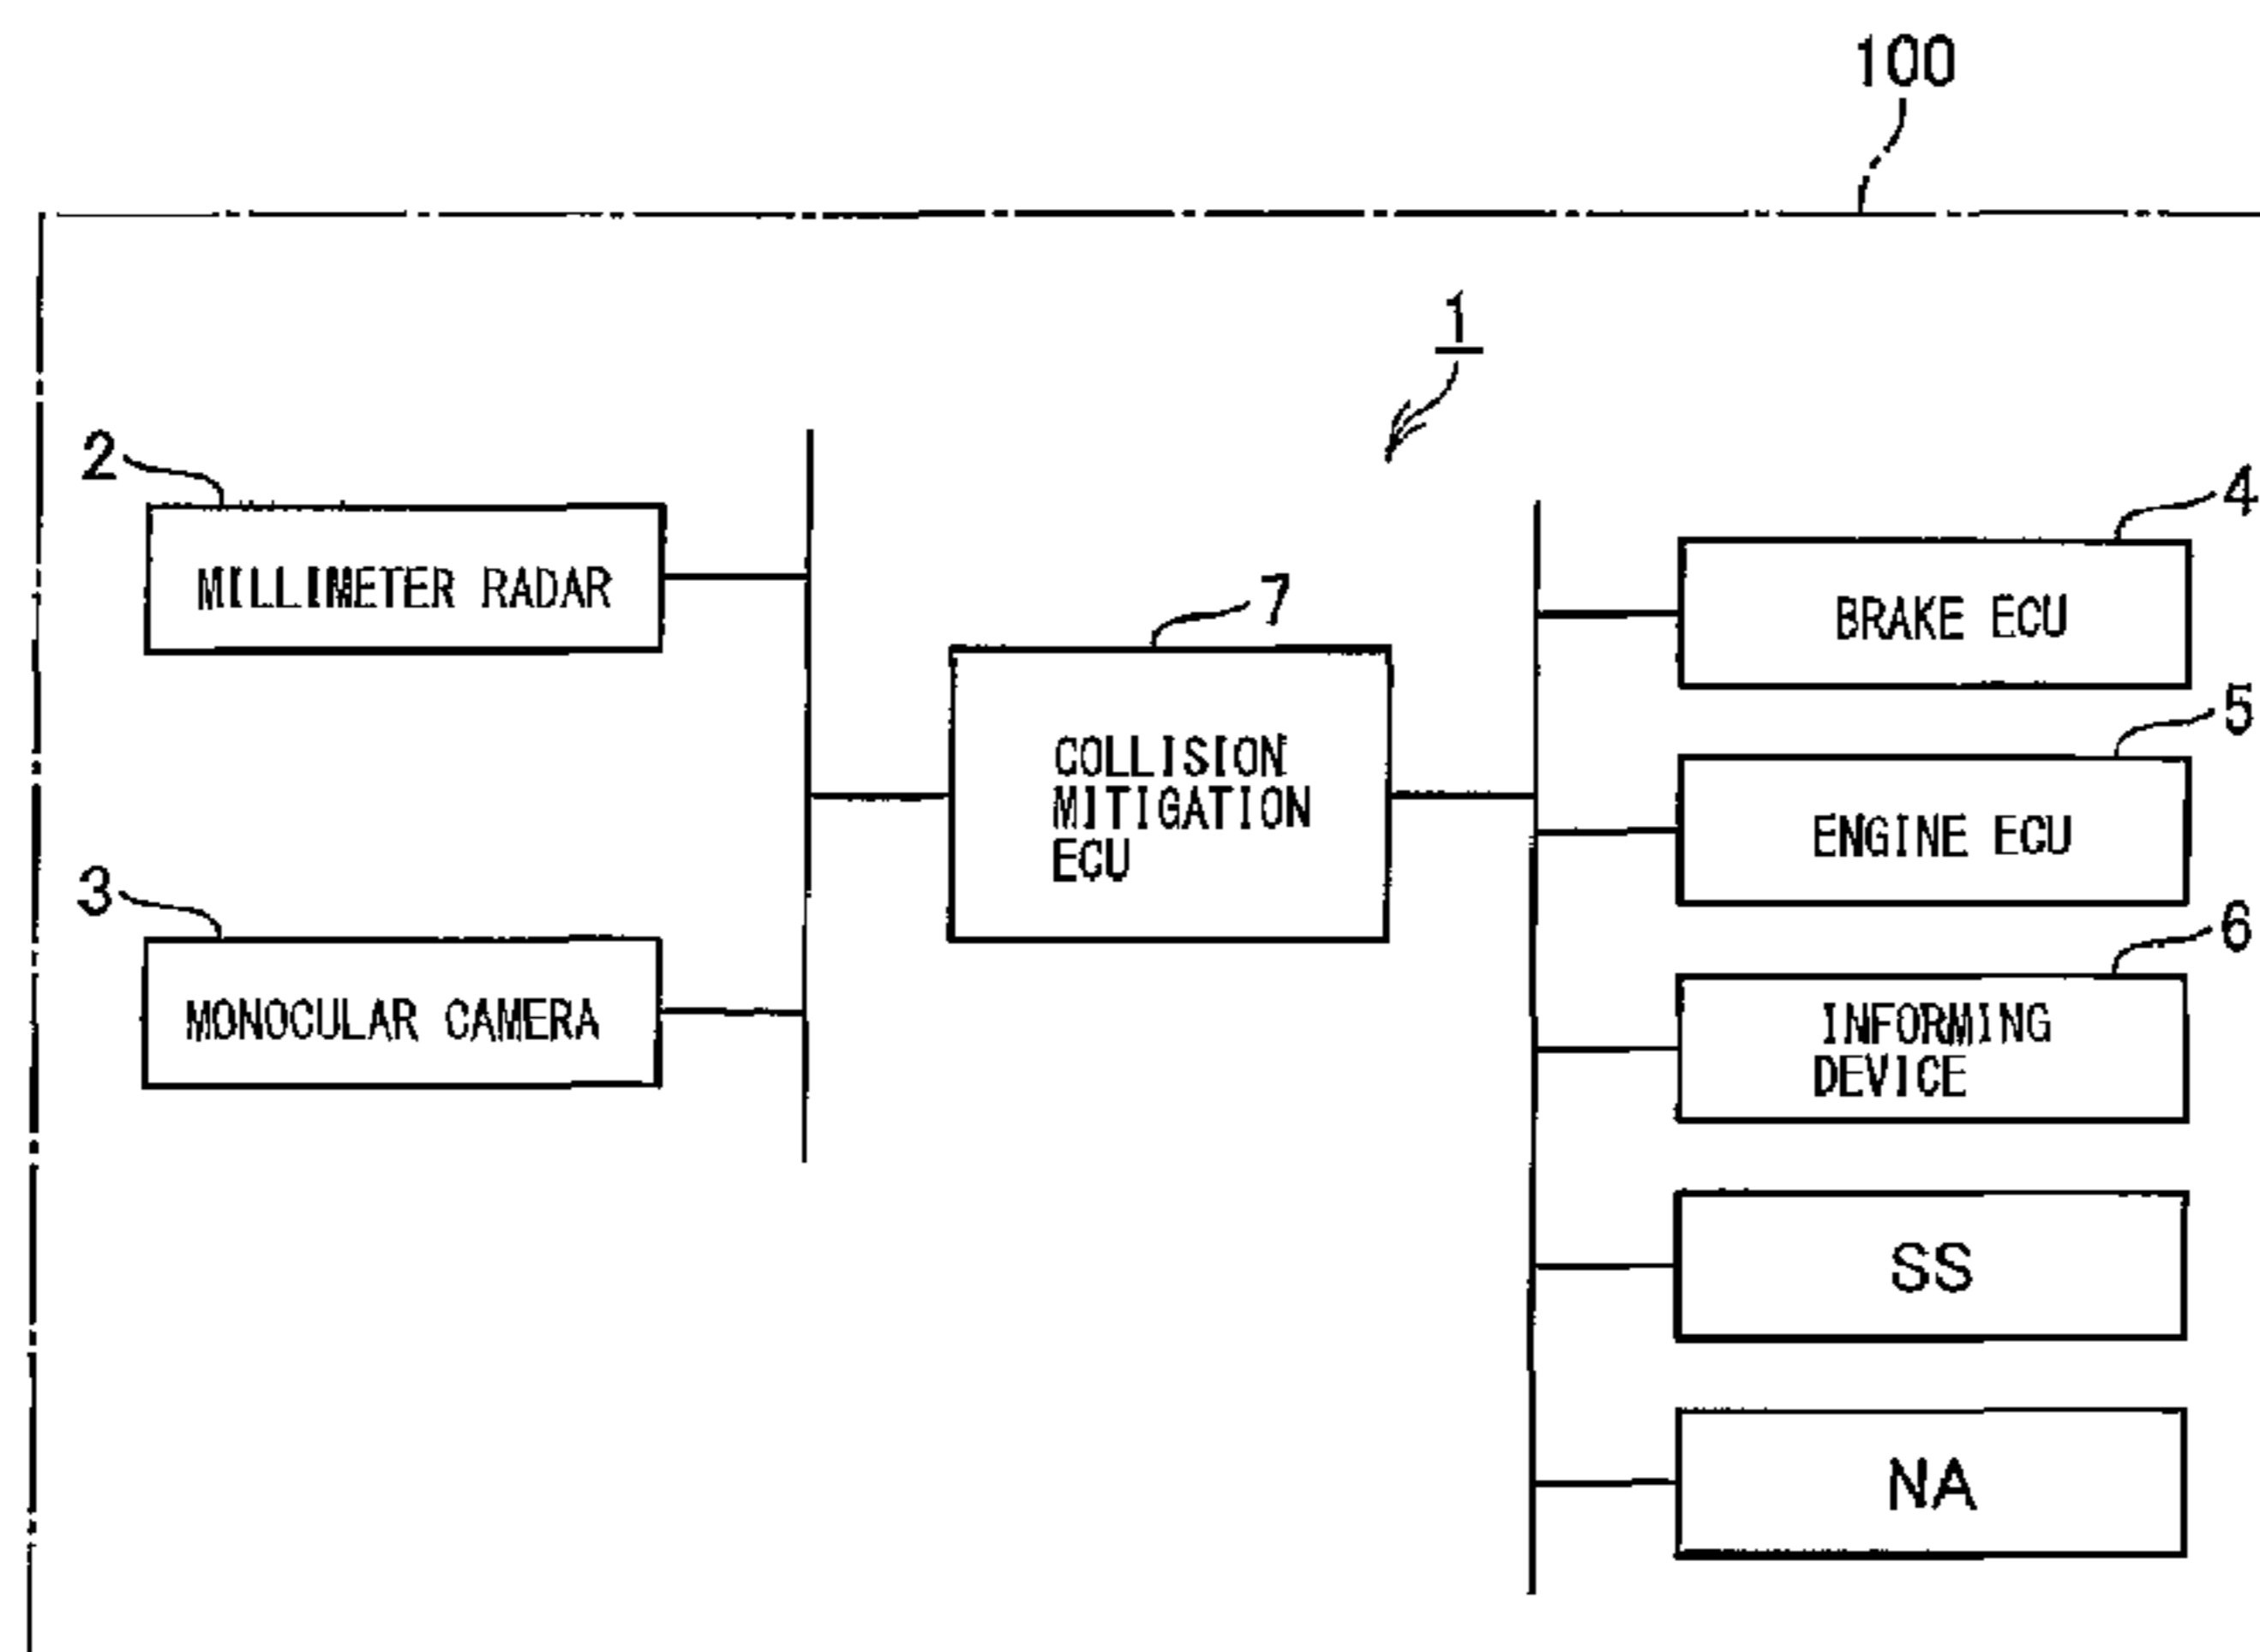 100
1
2
MILLIMETER RADAR
3
MONOCULAR CAMERA
7
COLLISION
MITIGATION
ECU
4
BRAKE ECU
5
ENGINE ECU
6
INFORMING
DEVICE
SS
NA